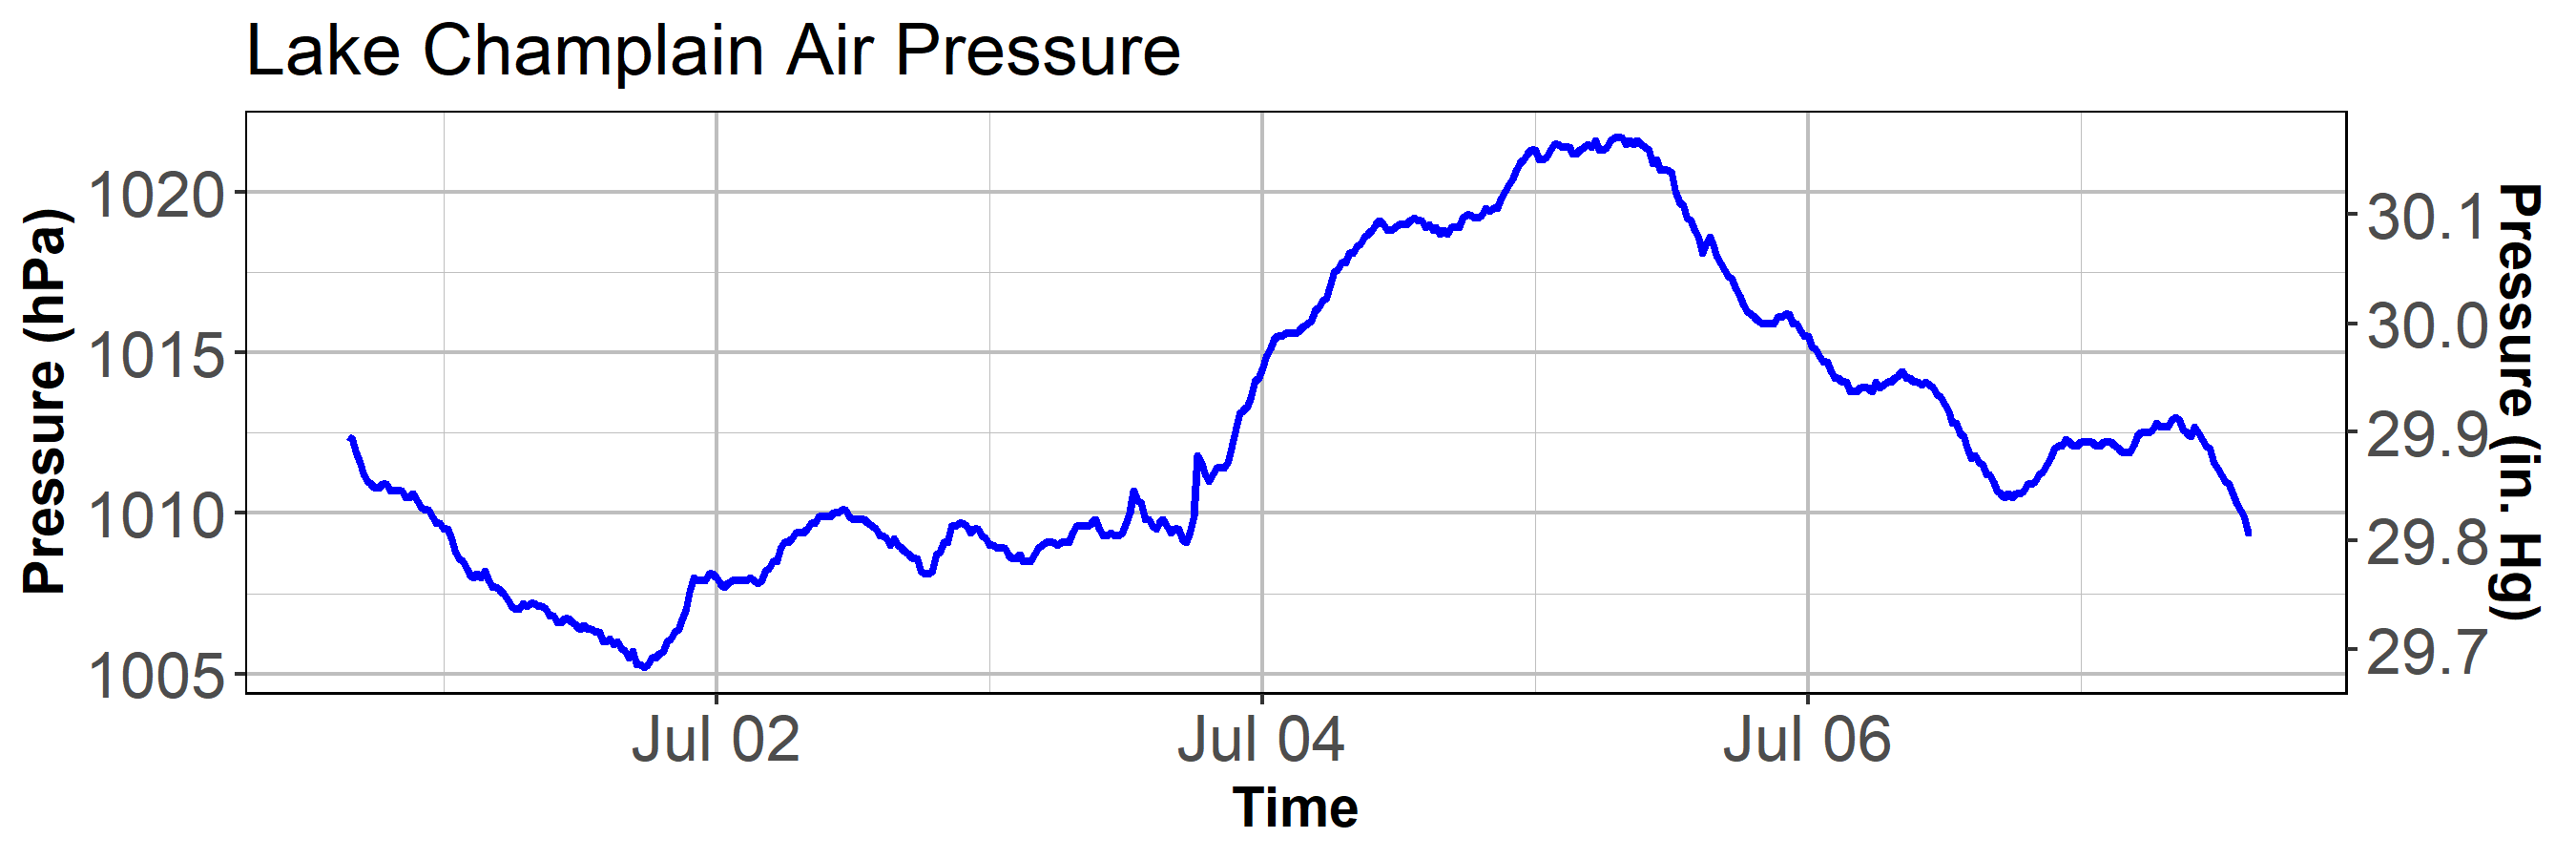 Lake Champlain Air Pressure
Pressure (hPa)
1020
1015
1010
1005
30.1
30.0
29.9
29.8
29.7
Pressure (in. Hg)
Jul 02 Jul 04 Jul 06
Time